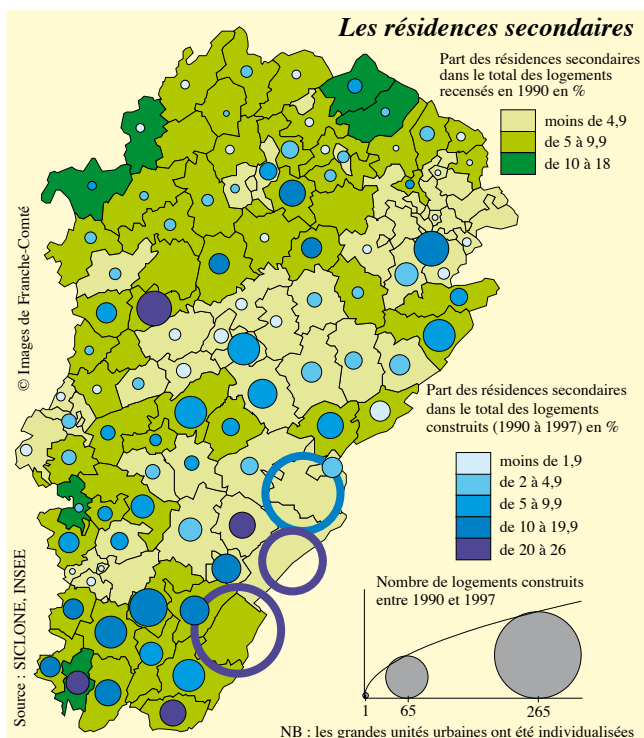 Les résidences secondaires
Part des résidences secondaires
dans le total des logements
recensés en 1990 en %
moins de 4,9
de 5 à 9,9
de 10 à 18
© Images de Franche-Comté
Part des résidences secondaires
dans le total des logements
construits (1990 à 1997) en %
moins de 1,9
de 2 à 4,9
de 5 à 9,9
de 10 à 19,9
de 20 à 26
Source : SICLONE, INSEE
Nombre de logements construits
entre 1990 et 1997
1 65 265
NB : les grandes unités urbaines ont été individualisées